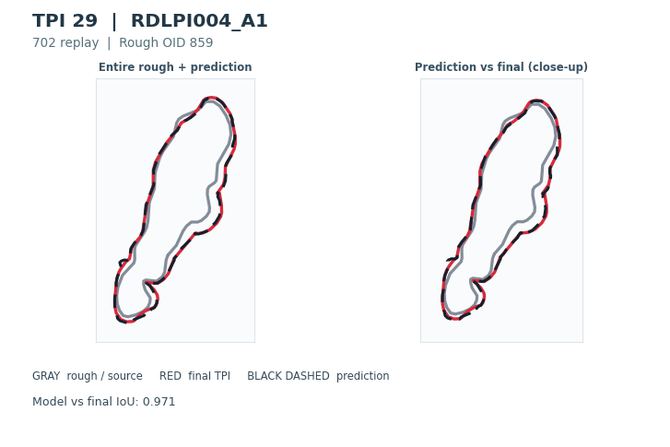 TPI 29 | RDLPI004_A1
702 replay | Rough OID 859
Entire rough + prediction
Prediction vs final (close-up)
GRAY rough / source RED final TPI BLACK DASHED prediction
Model vs final IoU: 0.971